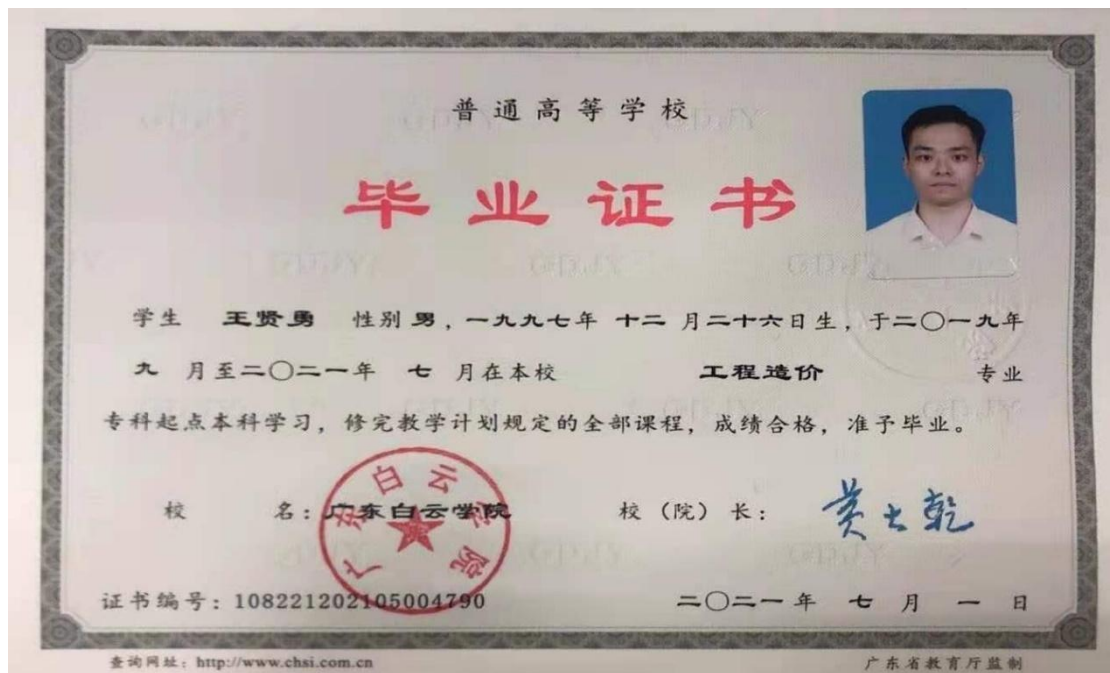 普通高等学校
毕业证书
学生 王贤勇 性别 男，一九九七年 十二 月二十六日生，于二〇一九年
九 月至二〇二一年 七 月在本校 工程造价 专业
专科起点本科学习，修完教学计划规定的全部课程，成绩合格，准予毕业。
校 名：广东白云学院 校（院）长：
广东白云学院
证书编号：108221202105004790 二〇二一年 七 月 一 日
查询网址：http://www.chsi.com.cn 广东省教育厅监制